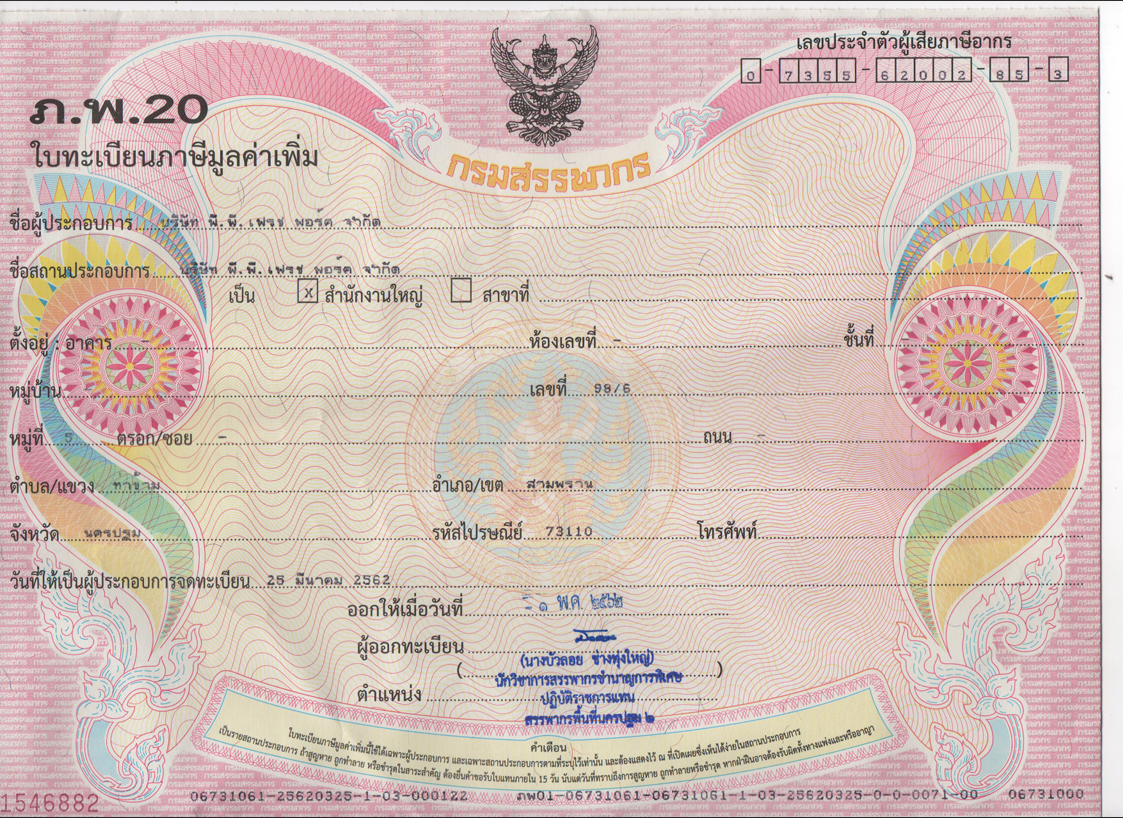 เลขประจำตัวผู้เสียภาษีอากร
0-7355-62002-85-3
ภ.พ.20
ใบทะเบียนภาษีมูลค่าเพิ่ม
กรมสรรพากร
ชื่อผู้ประกอบการ บริษัท พี.พี.เฟรช พอร์ค จำกัด
ชื่อสถานประกอบการ บริษัท พี.พี.เฟรช พอร์ค จำกัด
เป็น X สำนักงานใหญ่ สาขาที่
ตั้งอยู่ : อาคาร - ห้องเลขที่ - ชั้นที่ -
หมู่บ้าน เลขที่ 98/6
หมู่ที่ 5 ตรอก/ซอย - ถนน -
ตำบล/แขวง ท่าข้าม อำเภอ/เขต สามพราน
จังหวัด นครปฐม รหัสไปรษณีย์ 73110 โทรศัพท์
วันที่ให้เป็นผู้ประกอบการจดทะเบียน 25 มีนาคม 2562
ออกให้เมื่อวันที่ - ๑ พ.ค. ๒๕๖๒
ผู้ออกทะเบียน
(นางบัวลอย ช่างทุ่งใหญ่)
นักวิชาการสรรพากรชำนาญการพิเศษ
ตำแหน่ง ปฏิบัติราชการแทน
สรรพากรพื้นที่นครปฐม ๒
คำเตือน
ใบทะเบียนภาษีมูลค่าเพิ่มนี้ใช้ได้เฉพาะผู้ประกอบการ และเฉพาะสถานประกอบการตามที่ระบุไว้เท่านั้น และต้องแสดงไว้ ณ ที่เปิดเผยซึ่งเห็นได้ง่ายในสถานประกอบการ
เป็นรายสถานประกอบการ ถ้าสูญหาย ถูกทำลาย หรือชำรุดในสาระสำคัญ ต้องยื่นคำขอรับใบแทนภายใน 15 วัน นับแต่วันที่ทราบถึงการสูญหาย ถูกทำลายหรือชำรุด หากฝ่าฝืนอาจต้องรับผิดทั้งทางแพ่งและหรืออาญา
1546882
06731061-25620325-1-03-000122 ภพ01-06731061-06731061-1-03-25620325-0-0-0071-00 06731000